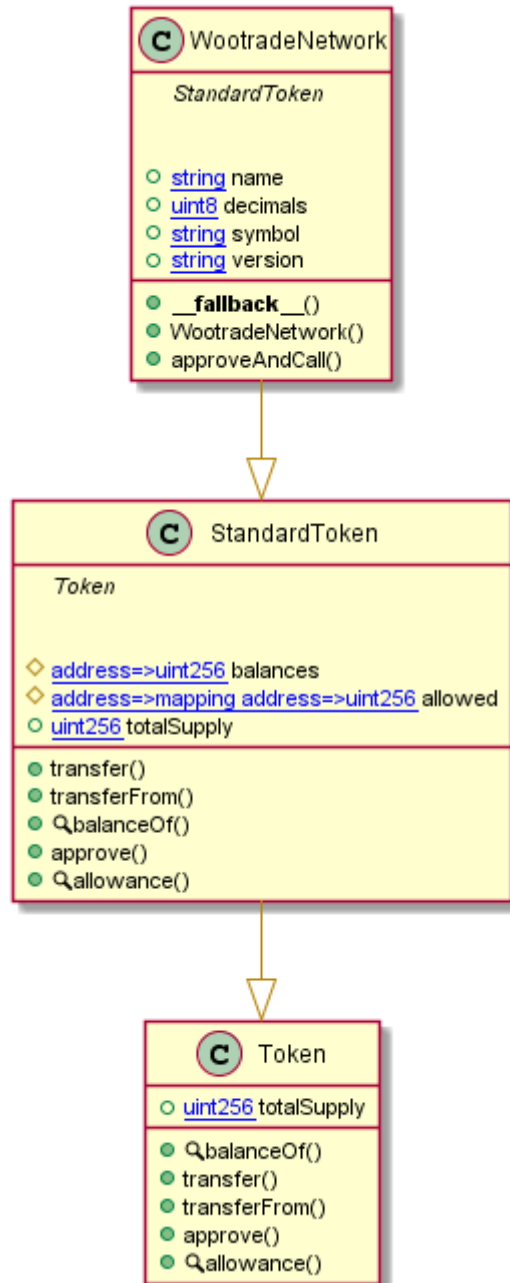 C WootradeNetwork
StandardToken
string name
uint8 decimals
string symbol
string version
__fallback__()
WootradeNetwork()
approveAndCall()
C StandardToken
Token
address=>uint256 balances
address=>mapping address=>uint256 allowed
uint256 totalSupply
transfer()
transferFrom()
balanceOf()
approve()
allowance()
C Token
uint256 totalSupply
balanceOf()
transfer()
transferFrom()
approve()
allowance()